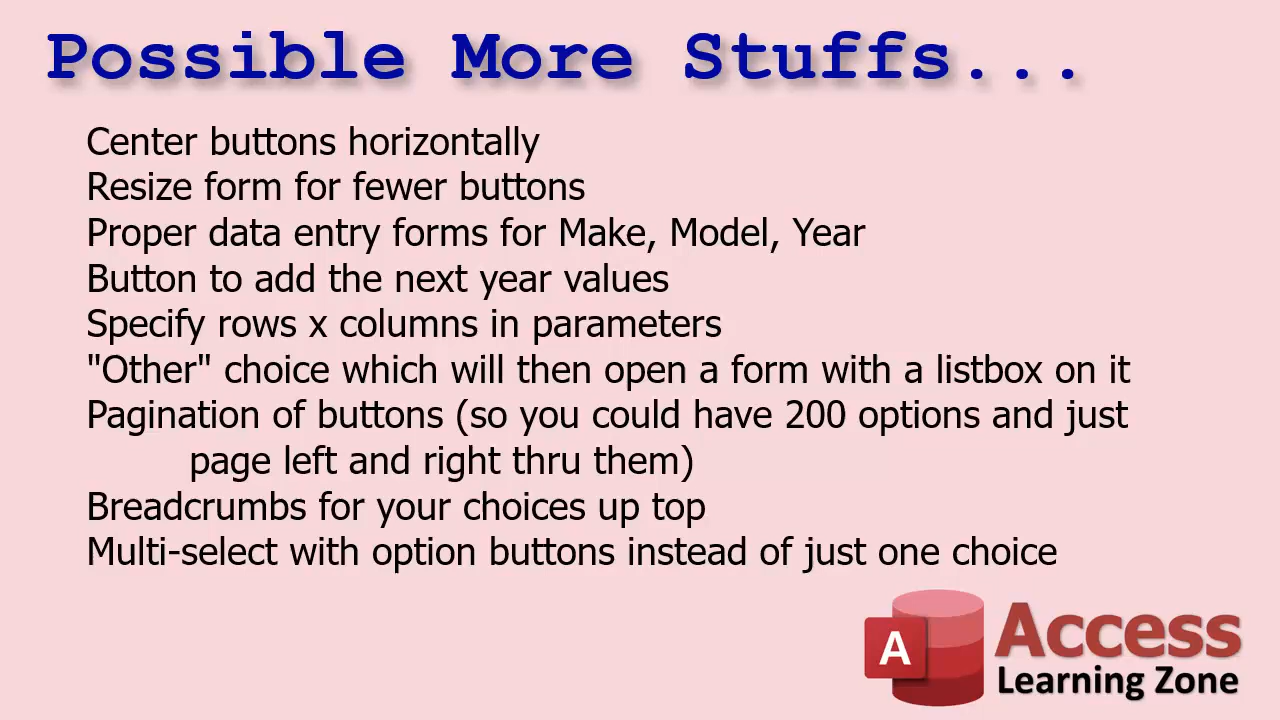 Possible More Stuffs...
Center buttons horizontally
Resize form for fewer buttons
Proper data entry forms for Make, Model, Year
Button to add the next year values
Specify rows x columns in parameters
"Other" choice which will then open a form with a listbox on it
Pagination of buttons (so you could have 200 options and just
page left and right thru them)
Breadcrumbs for your choices up top
Multi-select with option buttons instead of just one choice
A
Access
Learning Zone